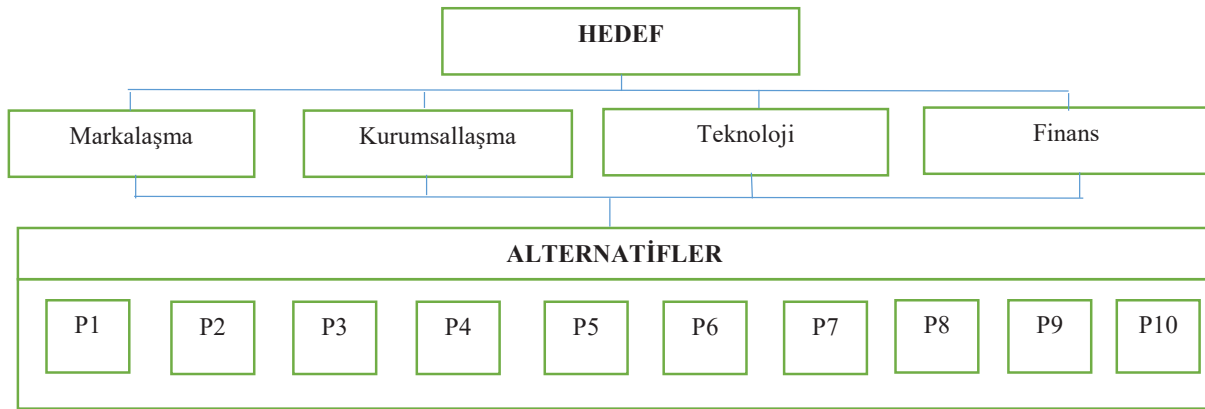 HEDEF
Markalaşma Kurumsallaşma Teknoloji Finans
ALTERNATİFLER
P1 P2 P3 P4 P5 P6 P7 P8 P9 P10